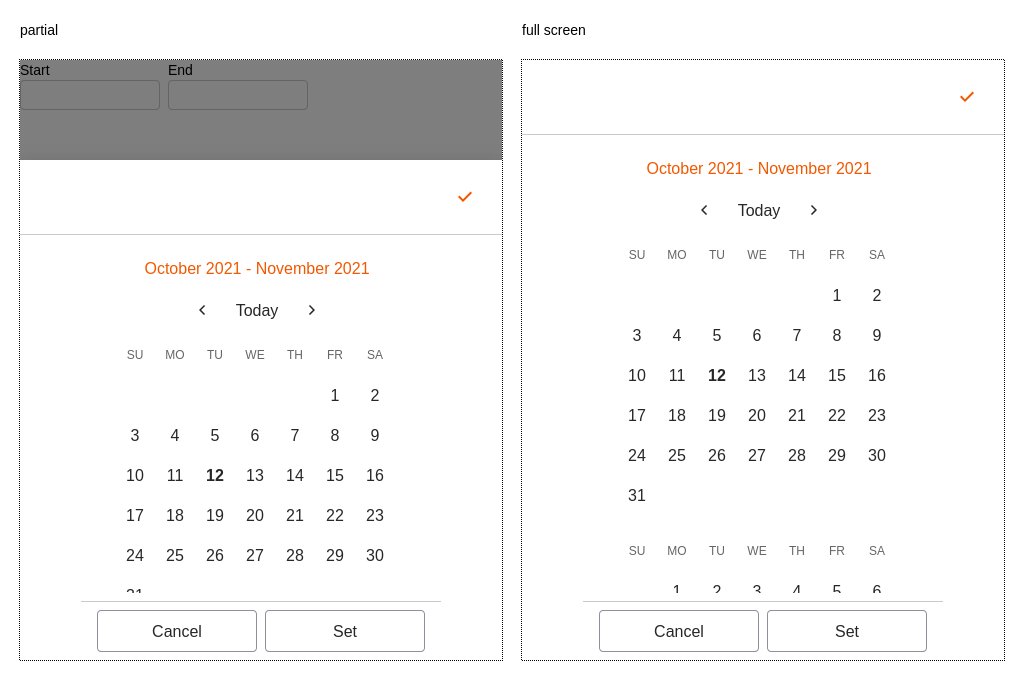 partial
Start End
October 2021 - November 2021
Today
SU MO TU WE TH FR SA
1 2
3 4 5 6 7 8 9
10 11 12 13 14 15 16
17 18 19 20 21 22 23
24 25 26 27 28 29 30
31
Cancel Set
full screen
October 2021 - November 2021
Today
SU MO TU WE TH FR SA
1 2
3 4 5 6 7 8 9
10 11 12 13 14 15 16
17 18 19 20 21 22 23
24 25 26 27 28 29 30
31
SU MO TU WE TH FR SA
1 2 3 4 5 6
Cancel Set